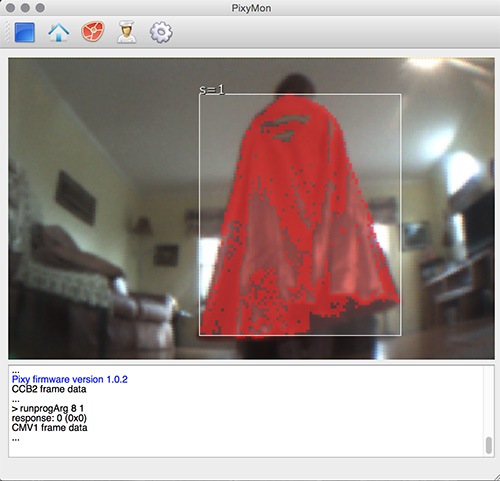 PixyMon
s=1
...
Pixy firmware version 1.0.2
CCB2 frame data
...
> runprogArg 8 1
response: 0 (0x0)
CMV1 frame data
...